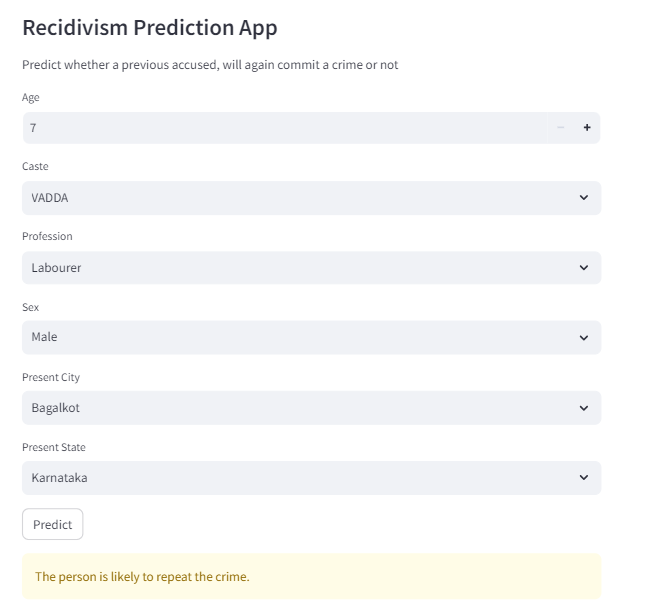 Recidivism Prediction App
Predict whether a previous accused, will again commit a crime or not
Age
7
Caste
VADDA
Profession
Labourer
Sex
Male
Present City
Bagalkot
Present State
Karnataka
Predict
The person is likely to repeat the crime.